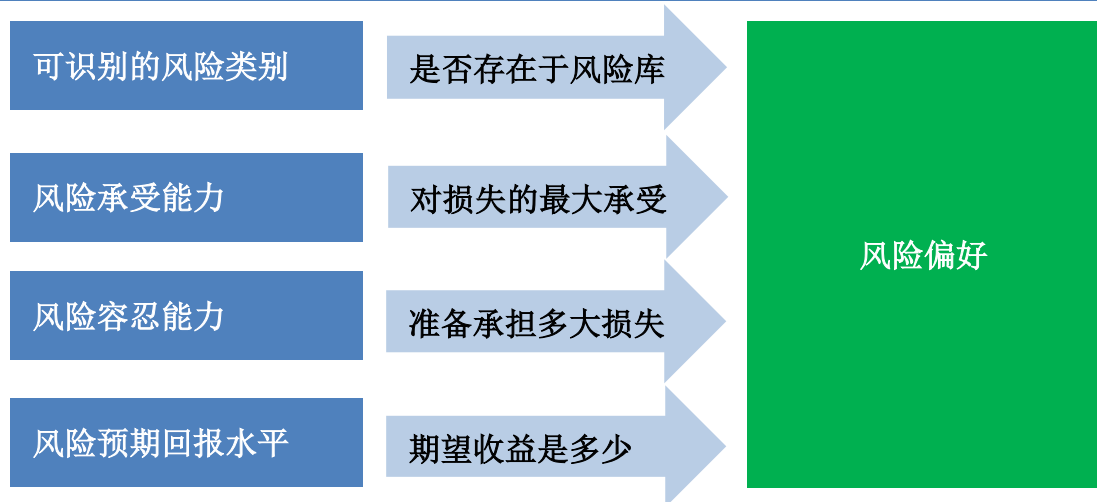 可识别的风险类别
是否存在于风险库
风险承受能力
对损失的最大承受
风险容忍能力
准备承担多大损失
风险预期回报水平
期望收益是多少
风险偏好